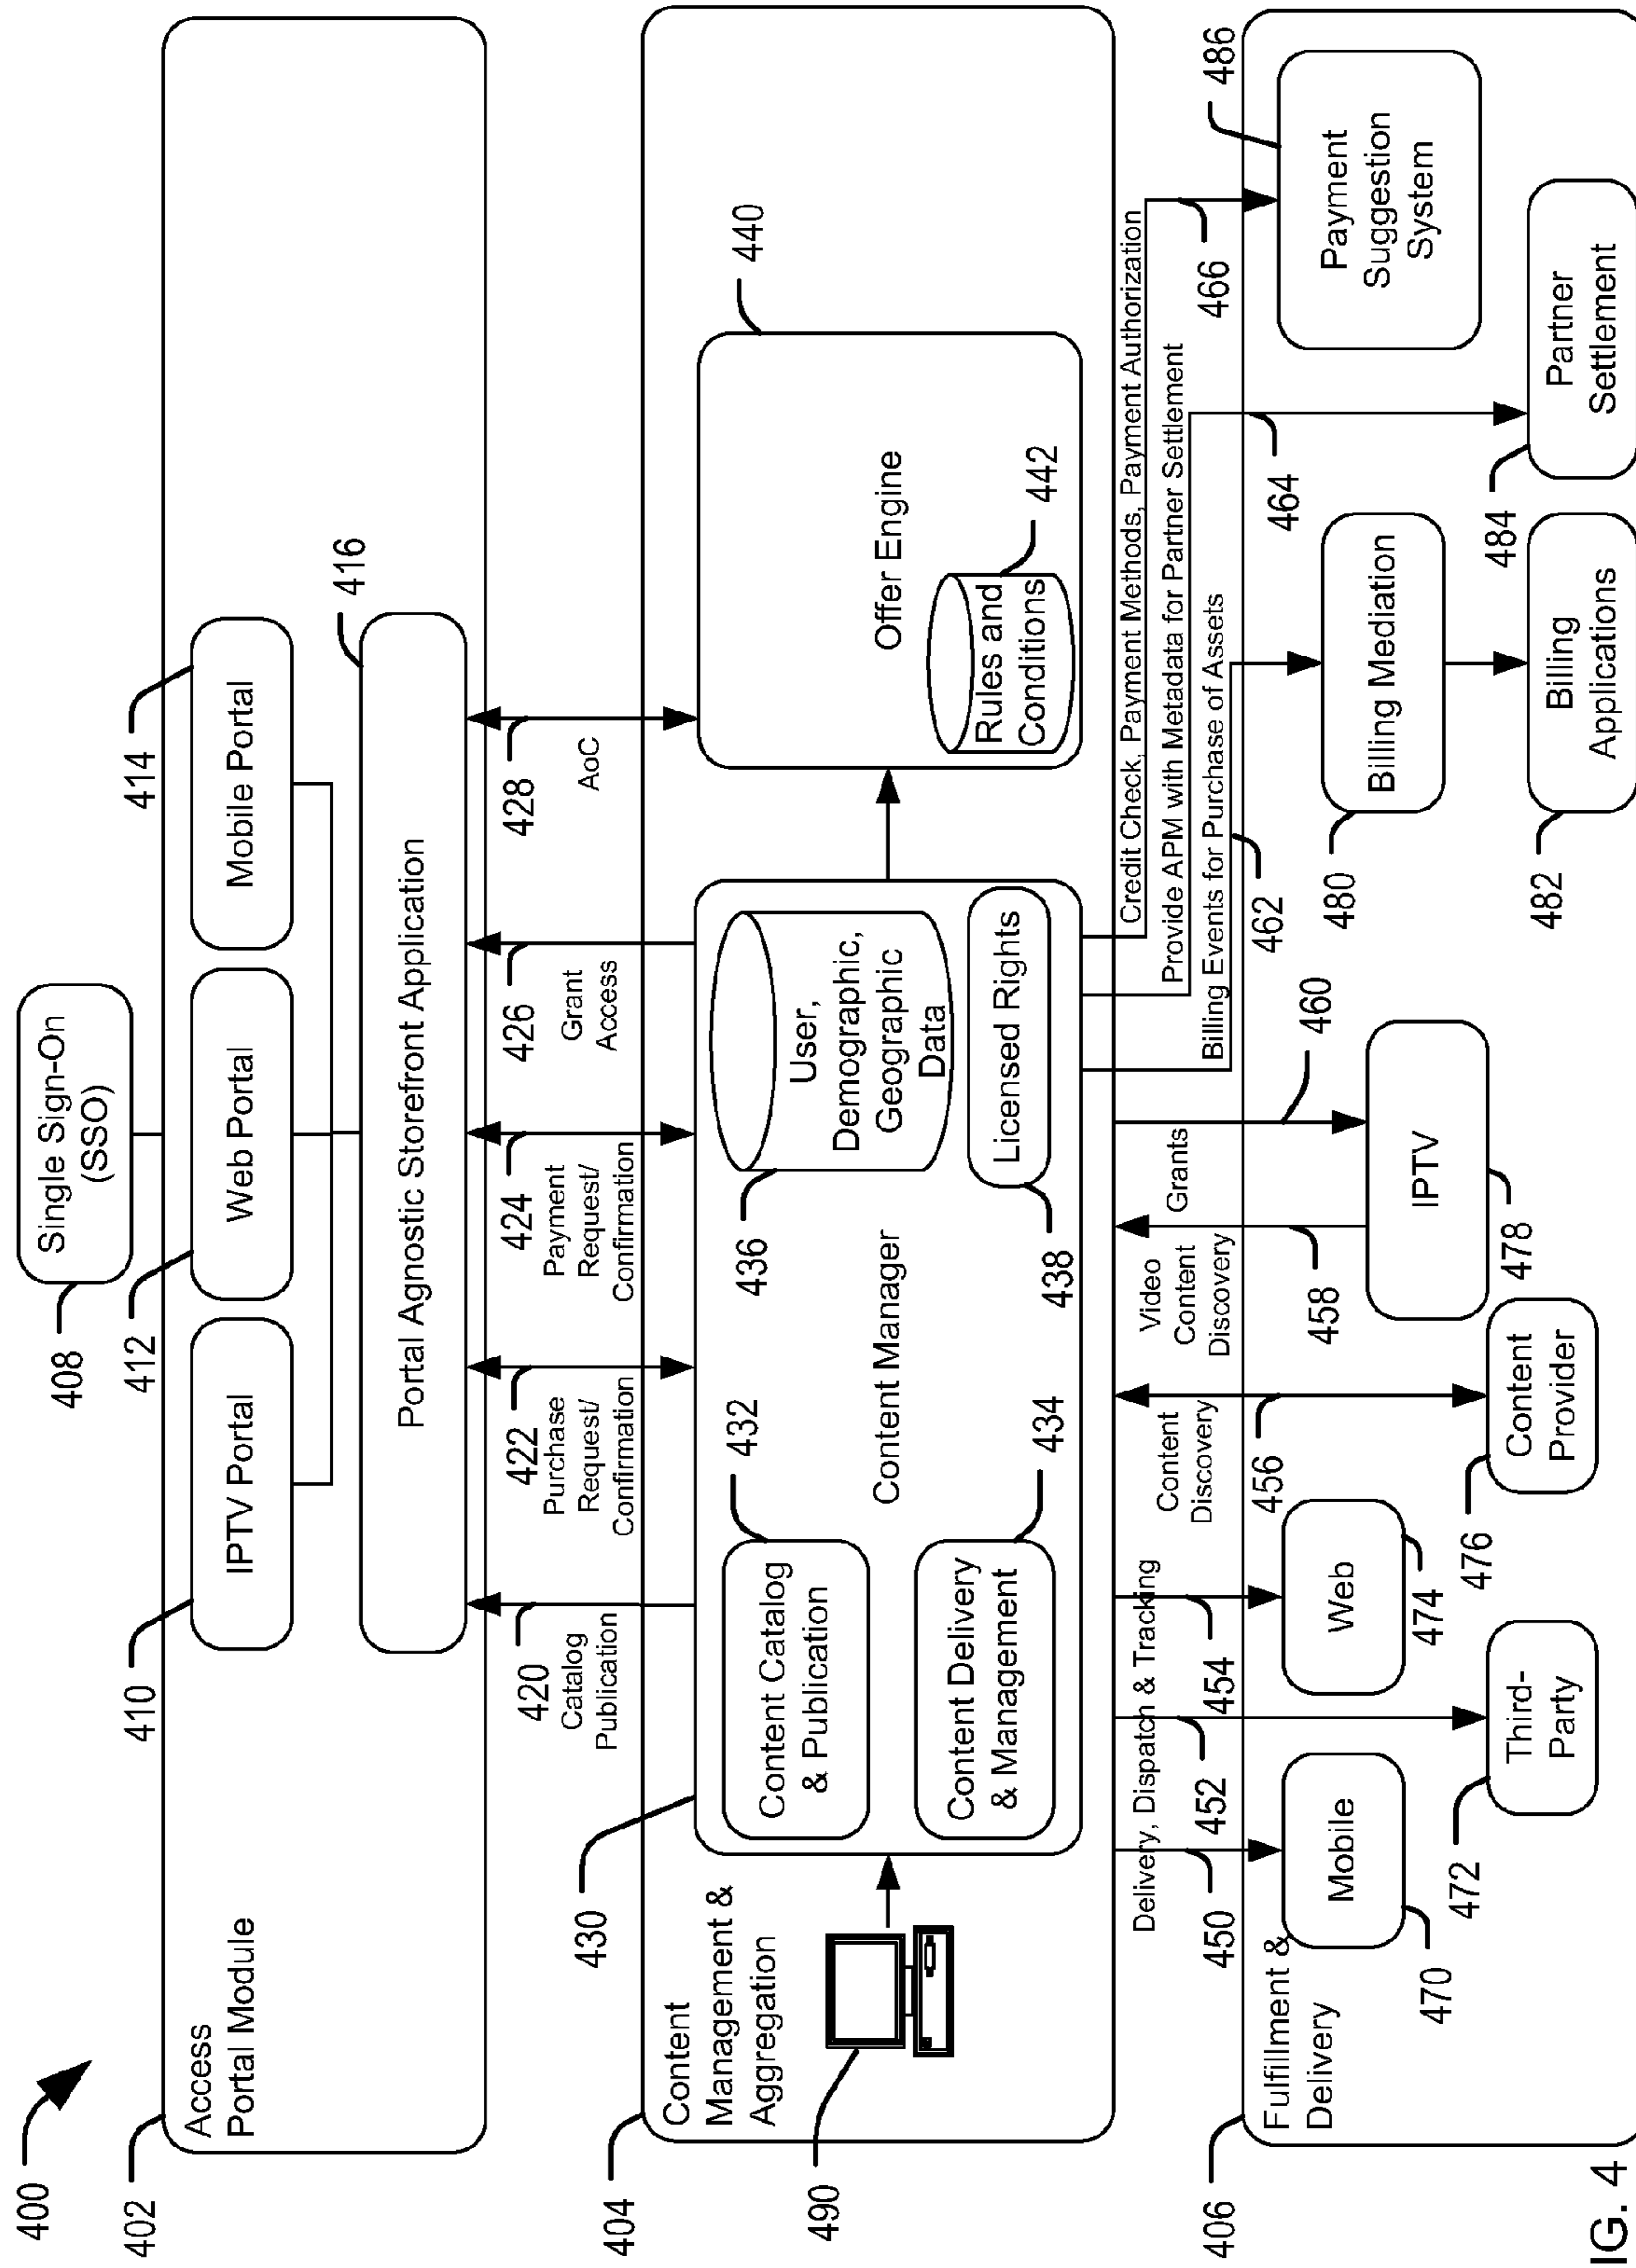 400
402
Access
Portal Module
408
Single Sign-On
(SSO)
410
IPTV Portal
412
Web Portal
414
Mobile Portal
416
Portal Agnostic Storefront Application
420
Catalog
Publication
422
Purchase
Request/
Confirmation
424
Payment
Request/
Confirmation
426
Grant
Access
428
AoC
404
Content
Management &
Aggregation
490
430
Content Catalog
& Publication
432
Content Delivery
& Management
434
Content Manager
436
User,
Demographic,
Geographic
Data
438
Licensed Rights
440
Offer Engine
Rules and
Conditions
442
Delivery, Dispatch & Tracking
450
452
454
Content
Discovery
456
Video
Content
Discovery
458
Grants
460
Credit Check, Payment Methods, Payment Authorization
Provide APM with Metadata for Partner Settlement
Billing Events for Purchase of Assets
462
464
466
406
Fulfillment &
Delivery
Mobile
470
Third-
Party
472
Web
474
Content
Provider
476
IPTV
478
480
Billing Mediation
482
Billing
Applications
484
Partner
Settlement
486
Payment
Suggestion
System
IG. 4